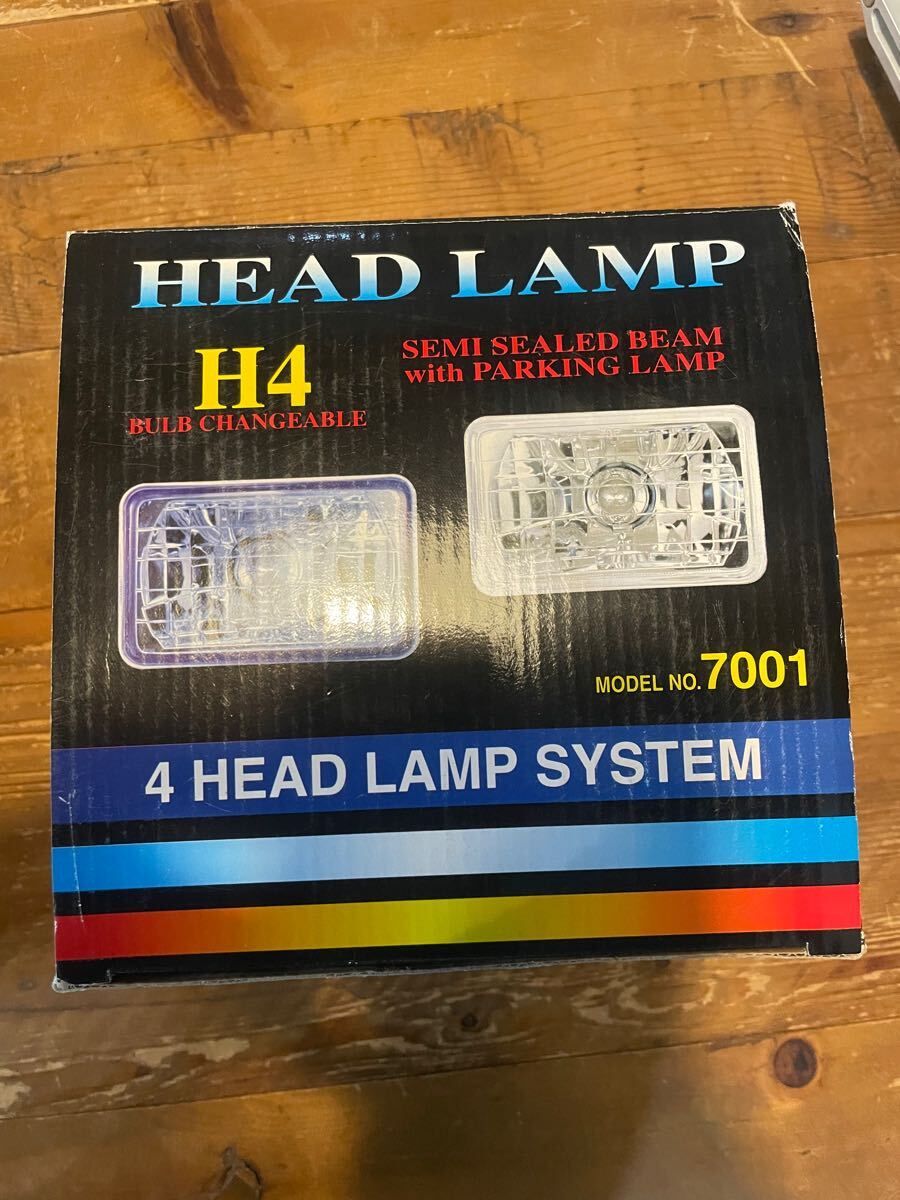 HEAD LAMP
H4
BULB CHANGEABLE
SEMI SEALED BEAM
with PARKING LAMP
MODEL NO.7001
4 HEAD LAMP SYSTEM